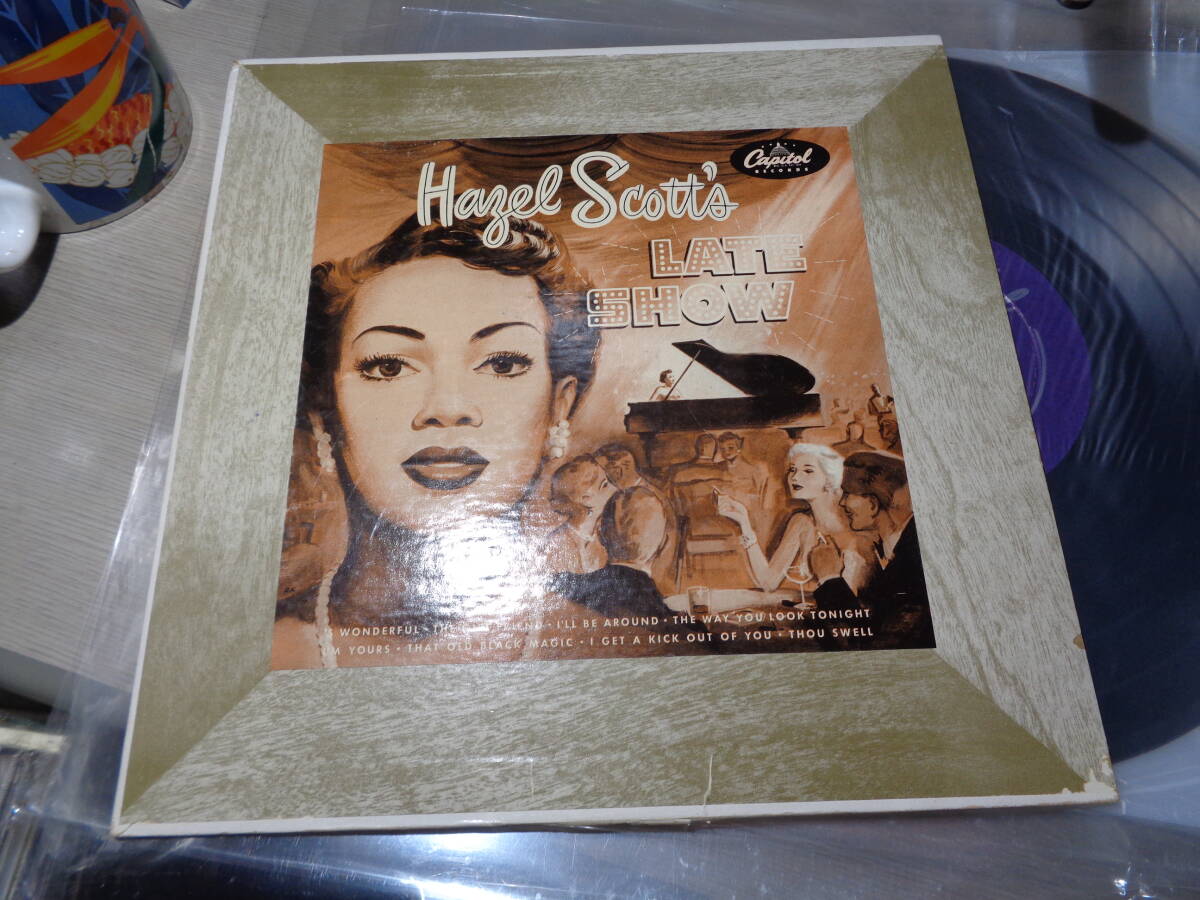 Hazel Scott's
LATE
SHOW
Capitol
RECORDS
WONDERFUL • • I'LL BE AROUND • THE WAY YOU LOOK TONIGHT
YOURS • THAT OLD BLACK MAGIC • I GET A KICK OUT OF YOU • THOU SWELL